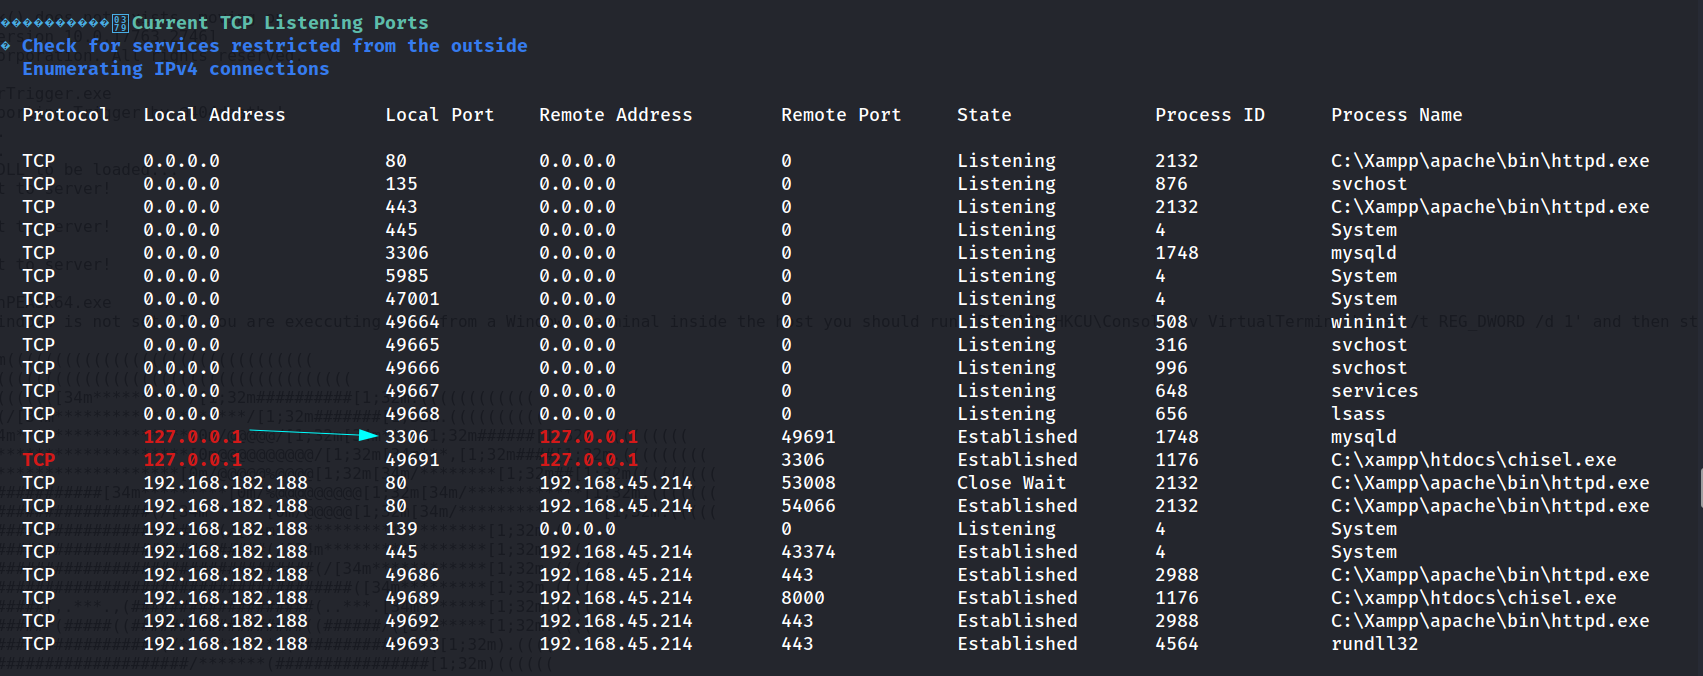 Current TCP Listening Ports
Check for services restricted from the outside
Enumerating IPv4 connections
Protocol Local Address Local Port Remote Address Remote Port State Process ID Process Name
TCP 0.0.0.0 80 0.0.0.0 0 Listening 2132 C:\Xampp\apache\bin\httpd.exe
TCP 0.0.0.0 135 0.0.0.0 0 Listening 876 svchost
TCP 0.0.0.0 443 0.0.0.0 0 Listening 2132 C:\Xampp\apache\bin\httpd.exe
TCP 0.0.0.0 445 0.0.0.0 0 Listening 4 System
TCP 0.0.0.0 3306 0.0.0.0 0 Listening 1748 mysqld
TCP 0.0.0.0 5985 0.0.0.0 0 Listening 4 System
TCP 0.0.0.0 47001 0.0.0.0 0 Listening 4 System
TCP 0.0.0.0 49664 0.0.0.0 0 Listening 508 wininit
TCP 0.0.0.0 49665 0.0.0.0 0 Listening 316 svchost
TCP 0.0.0.0 49666 0.0.0.0 0 Listening 996 svchost
TCP 0.0.0.0 49667 0.0.0.0 0 Listening 648 services
TCP 0.0.0.0 49668 0.0.0.0 0 Listening 656 lsass
TCP 127.0.0.1 3306 127.0.0.1 49691 Established 1748 mysqld
TCP 127.0.0.1 49691 127.0.0.1 3306 Established 1176 C:\xampp\htdocs\chisel.exe
TCP 192.168.182.188 80 192.168.45.214 53008 Close Wait 2132 C:\Xampp\apache\bin\httpd.exe
TCP 192.168.182.188 80 192.168.45.214 54066 Established 2132 C:\Xampp\apache\bin\httpd.exe
TCP 192.168.182.188 139 0.0.0.0 0 Listening 4 System
TCP 192.168.182.188 445 192.168.45.214 43374 Established 4 System
TCP 192.168.182.188 49686 192.168.45.214 443 Established 2988 C:\Xampp\apache\bin\httpd.exe
TCP 192.168.182.188 49689 192.168.45.214 8000 Established 1176 C:\xampp\htdocs\chisel.exe
TCP 192.168.182.188 49692 192.168.45.214 443 Established 2988 C:\Xampp\apache\bin\httpd.exe
TCP 192.168.182.188 49693 192.168.45.214 443 Established 4564 rundll32